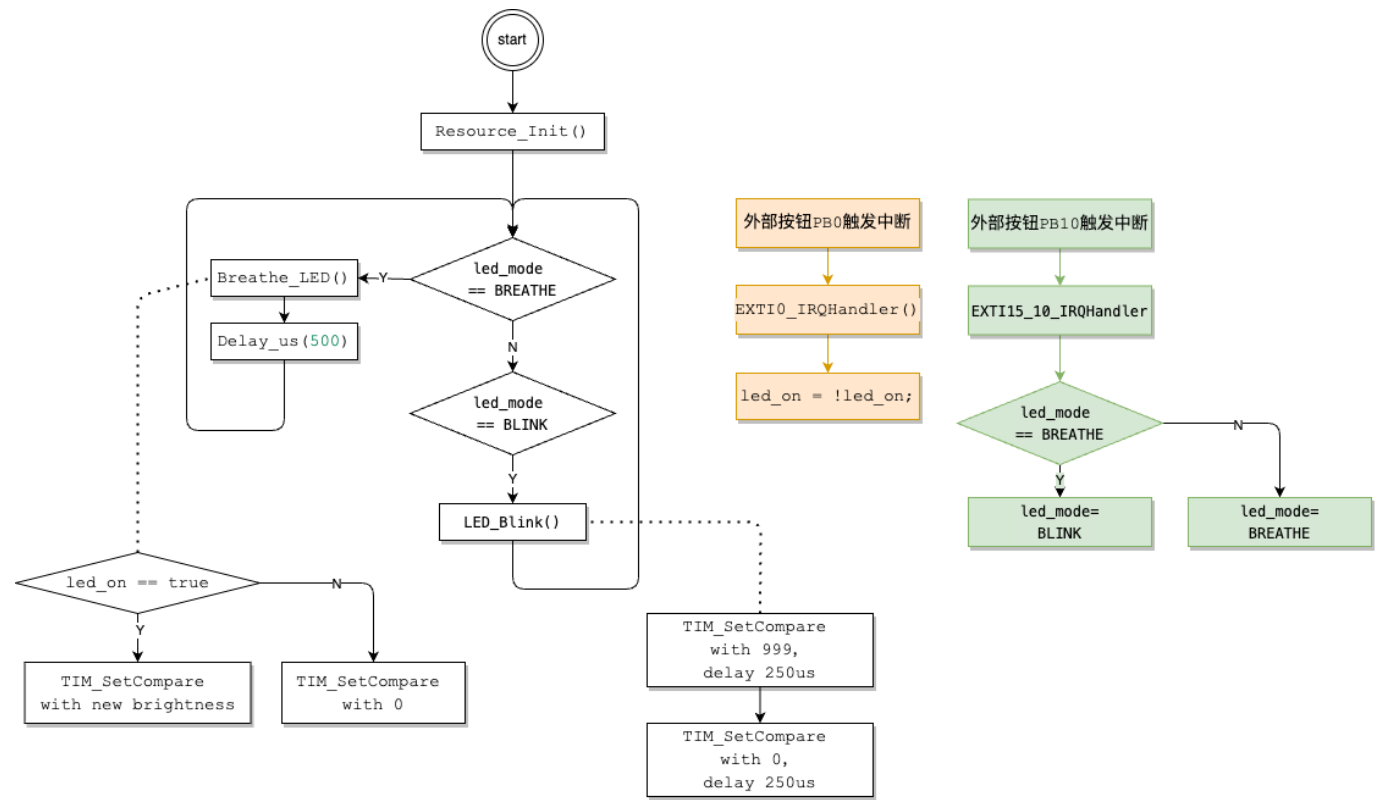 start
Resource_Init()
led_mode
== BREATHE
Y
Breathe_LED()
Delay_us(500)
N
led_mode
== BLINK
Y
LED_Blink()
led_on == true
N
Y
TIM_SetCompare
with new brightness
TIM_SetCompare
with 0
TIM_SetCompare
with 999,
delay 250us
TIM_SetCompare
with 0,
delay 250us
外部按钮PB0触发中断
EXTI0_IRQHandler()
led_on = !led_on;
外部按钮PB10触发中断
EXTI15_10_IRQHandler
led_mode
== BREATHE
N
Y
led_mode=
BLINK
led_mode=
BREATHE